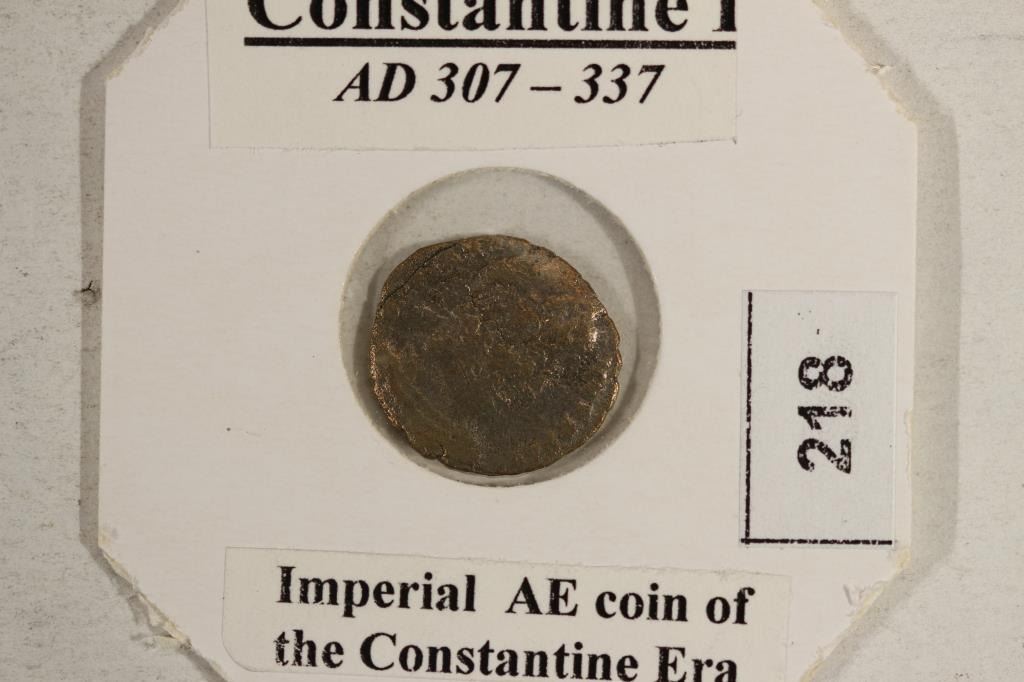 Constantine I
AD 307 – 337
218
Imperial AE coin of
the Constantine Era